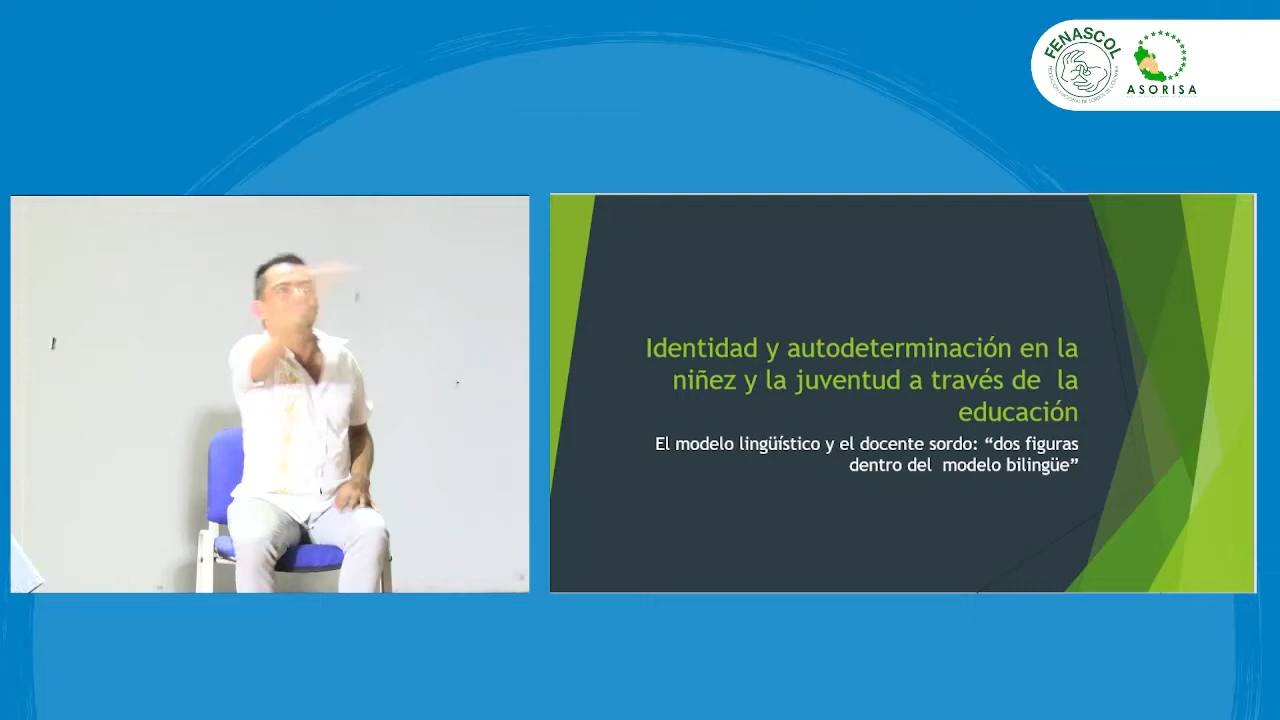 FENASCOL
ASORISA
Identidad y autodeterminación en la
niñez y la juventud a través de  la
educación
El modelo lingüístico y el docente sordo: “dos figuras
dentro del  modelo bilingüe”